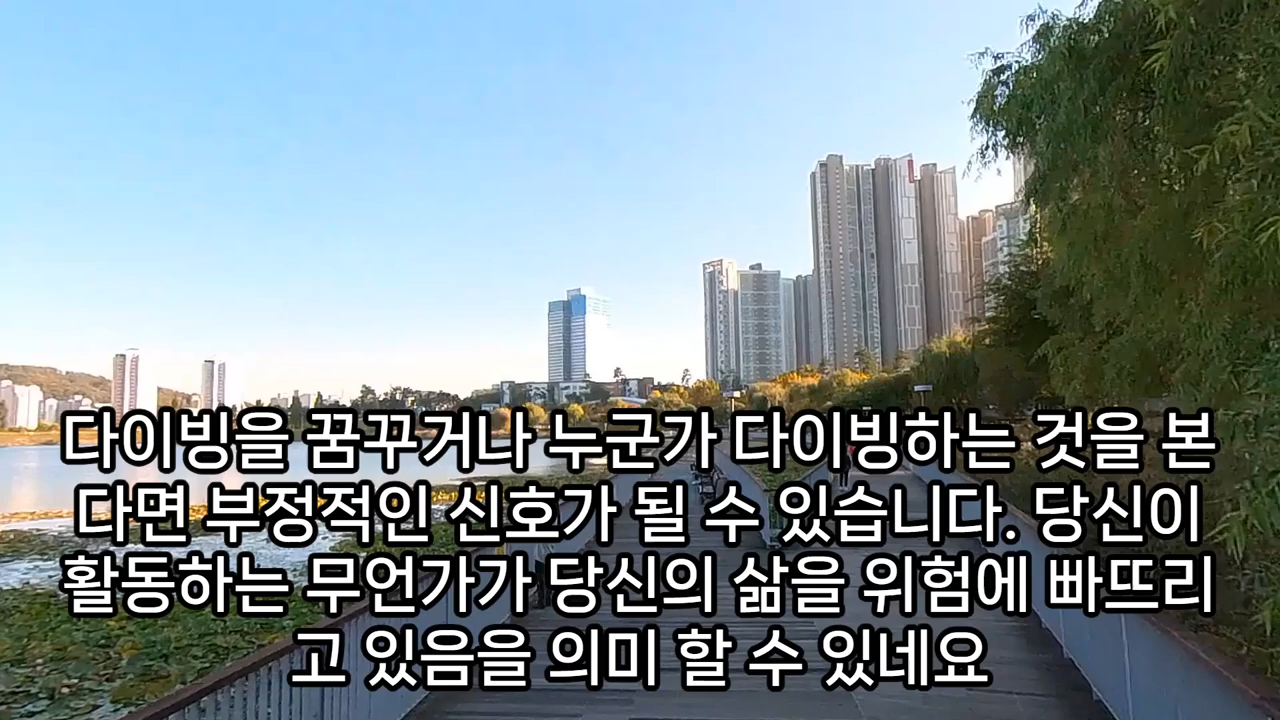 다이빙을 꿈꾸거나 누군가 다이빙하는 것을 본
다면 부정적인 신호가 될 수 있습니다. 당신이
활동하는 무언가가 당신의 삶을 위험에 빠뜨리
고 있음을 의미 할 수 있네요